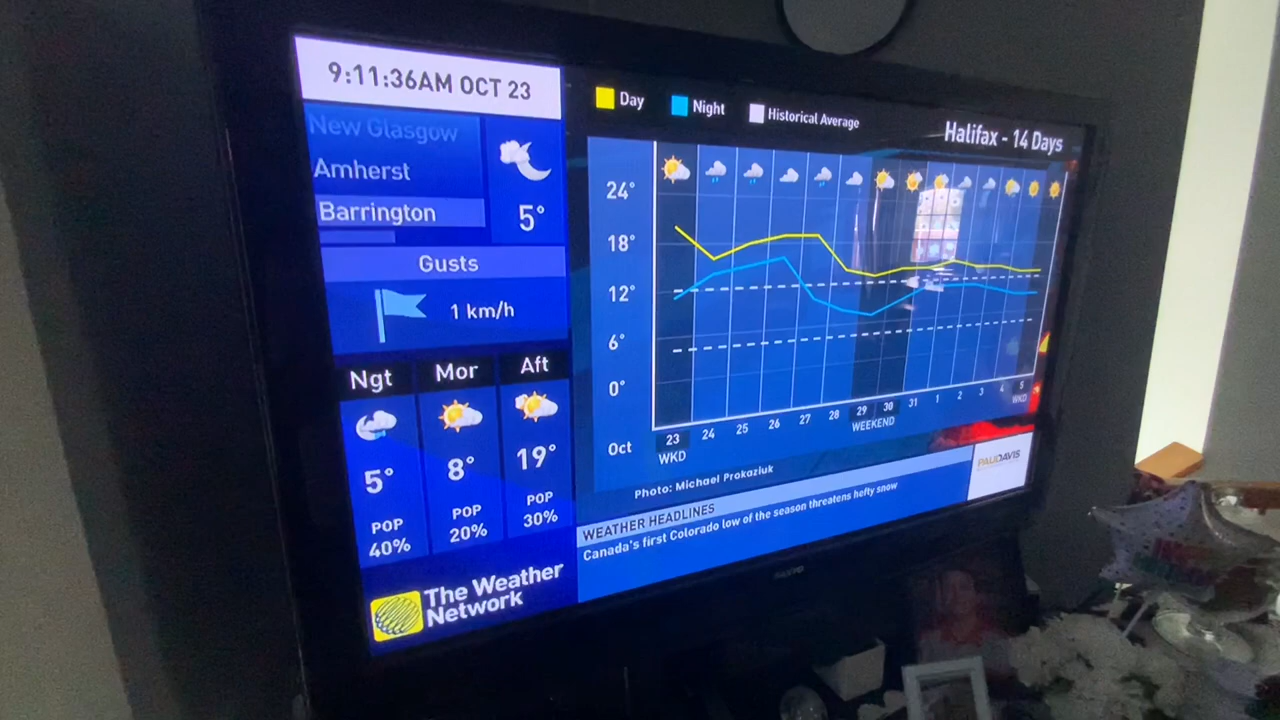 9:11:36AM OCT 23
New Glasgow
Amherst
Barrington
5°
Gusts
1 km/h
Ngt Mor Aft
5° 8° 19°
POP POP POP
40% 20% 30%
The Weather
Network
Day Night Historical Average
Halifax - 14 Days
24°
18°
12°
6°
0°
Oct 23 24 25 26 27 28 29 30 31 1 2 3 4 5
WKD WEEKEND WKD
Photo: Michael Prokaziuk
WEATHER HEADLINES
Canada's first Colorado low of the season threatens hefty snow
PAUL DAVIS
SANYO